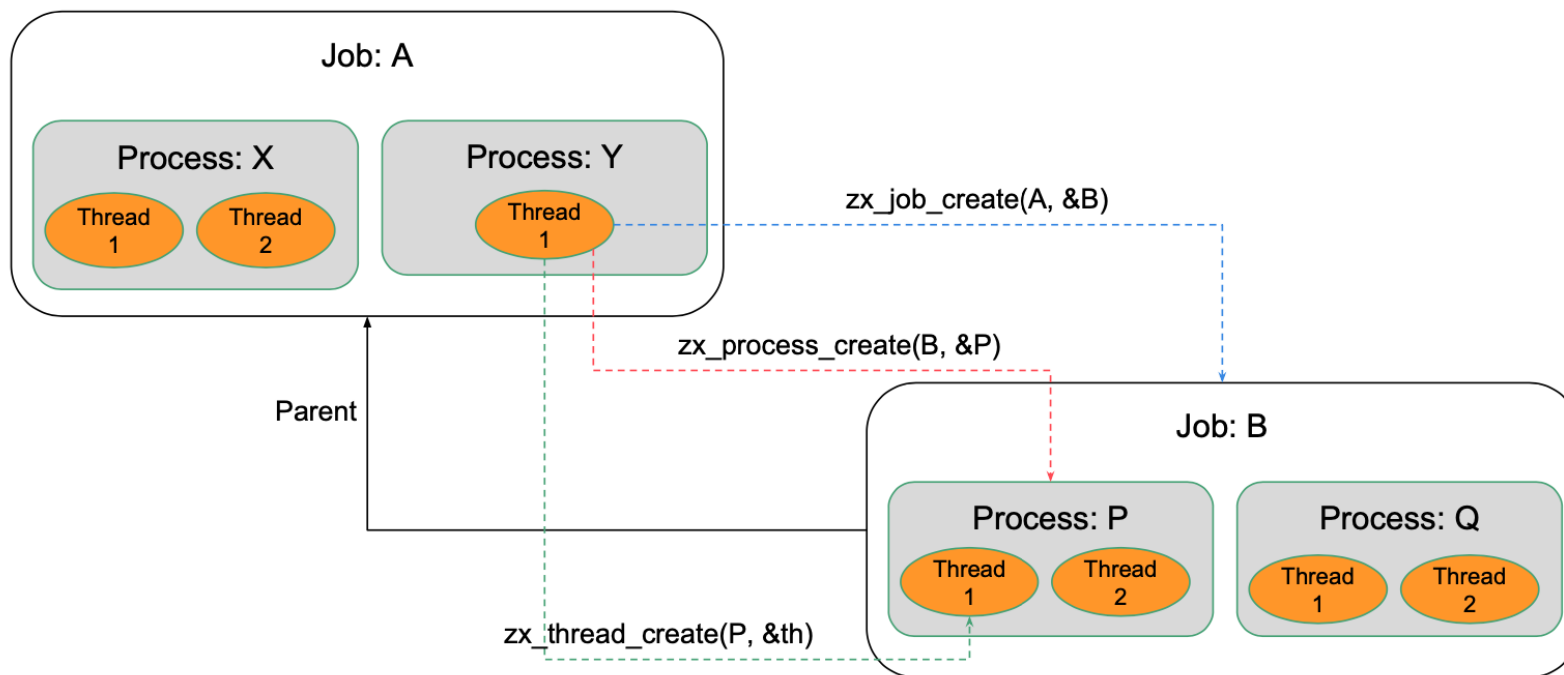 Job: A
Process: X
Thread
1
Thread
2
Process: Y
Thread
1
zx_job_create(A, &B)
zx_process_create(B, &P)
Parent
Job: B
Process: P
Thread
1
Thread
2
Process: Q
Thread
1
Thread
2
zx_thread_create(P, &th)